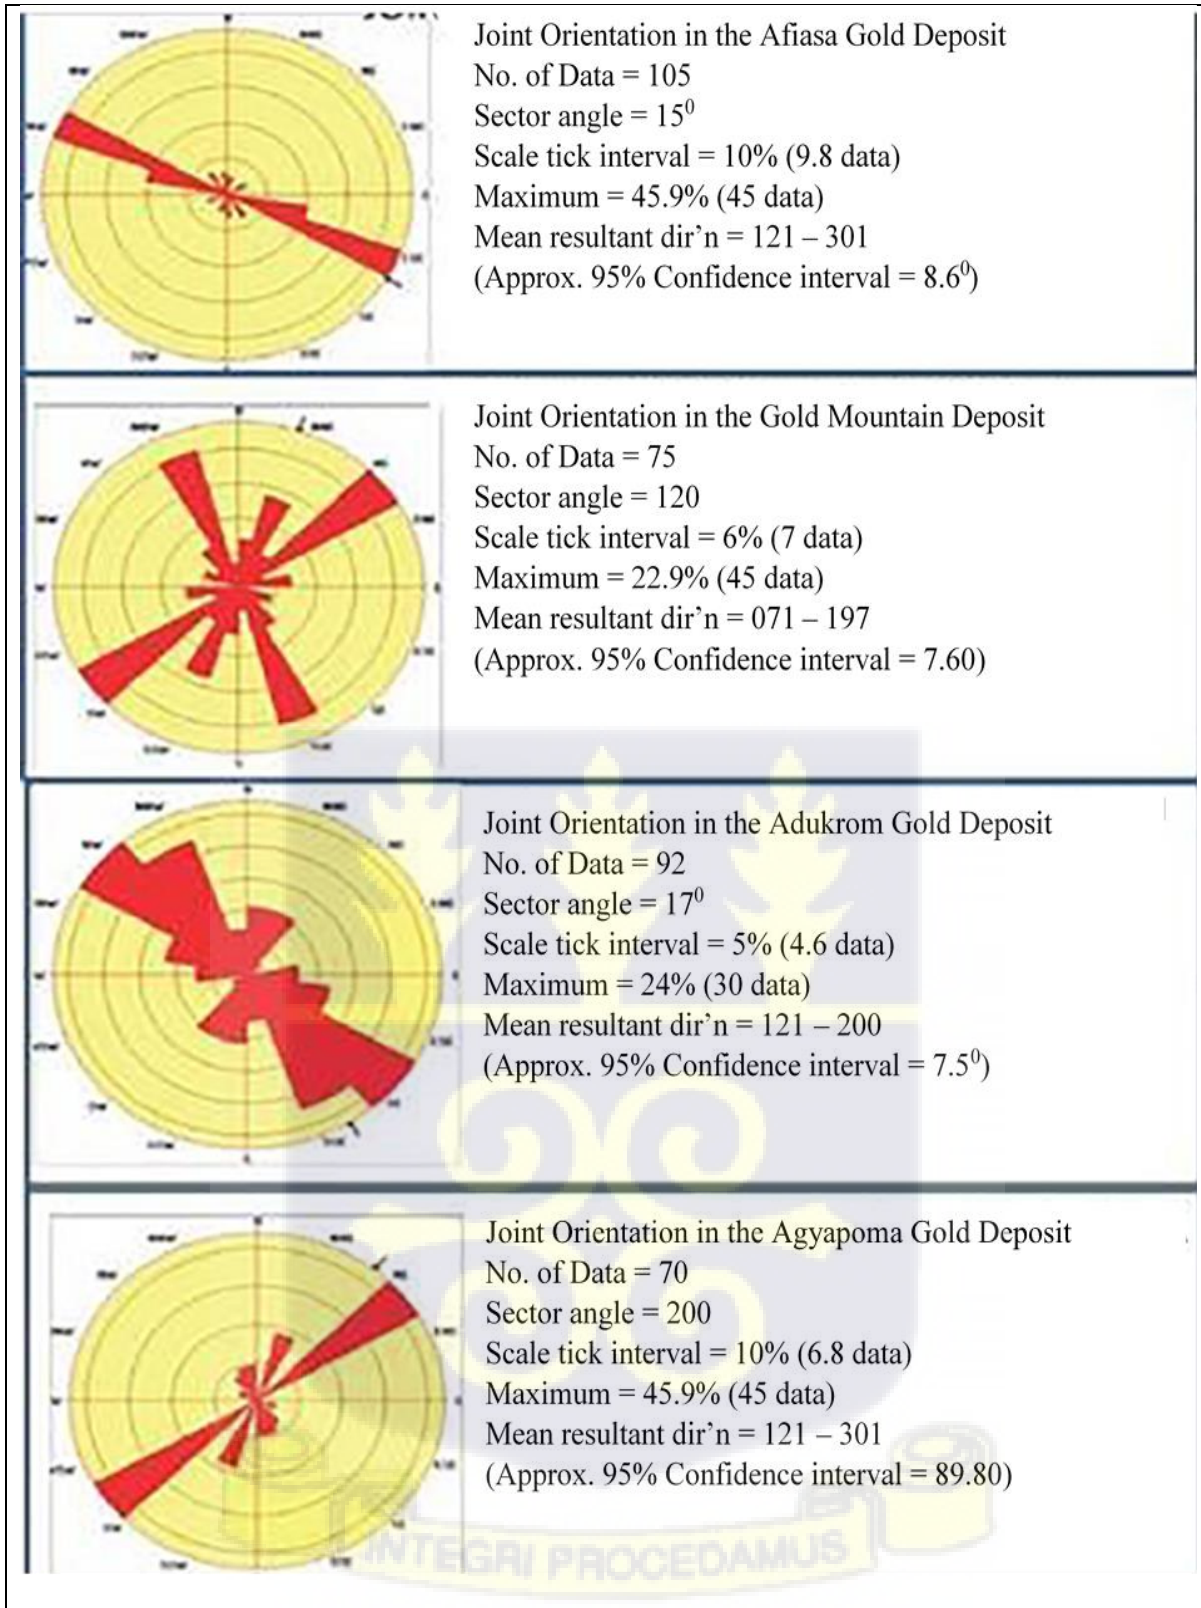 Joint Orientation in the Afiasa Gold Deposit
No. of Data = 105
Sector angle = 15⁰
Scale tick interval = 10% (9.8 data)
Maximum = 45.9% (45 data)
Mean resultant dir’n = 121 – 301
(Approx. 95% Confidence interval = 8.6⁰)
Joint Orientation in the Gold Mountain Deposit
No. of Data = 75
Sector angle = 120
Scale tick interval = 6% (7 data)
Maximum = 22.9% (45 data)
Mean resultant dir’n = 071 – 197
(Approx. 95% Confidence interval = 7.60)
Joint Orientation in the Adukrom Gold Deposit
No. of Data = 92
Sector angle = 17⁰
Scale tick interval = 5% (4.6 data)
Maximum = 24% (30 data)
Mean resultant dir’n = 121 – 200
(Approx. 95% Confidence interval = 7.5⁰)
Joint Orientation in the Agyapoma Gold Deposit
No. of Data = 70
Sector angle = 200
Scale tick interval = 10% (6.8 data)
Maximum = 45.9% (45 data)
Mean resultant dir’n = 121 – 301
(Approx. 95% Confidence interval = 89.80)
INTEGRI PROCEDAMUS